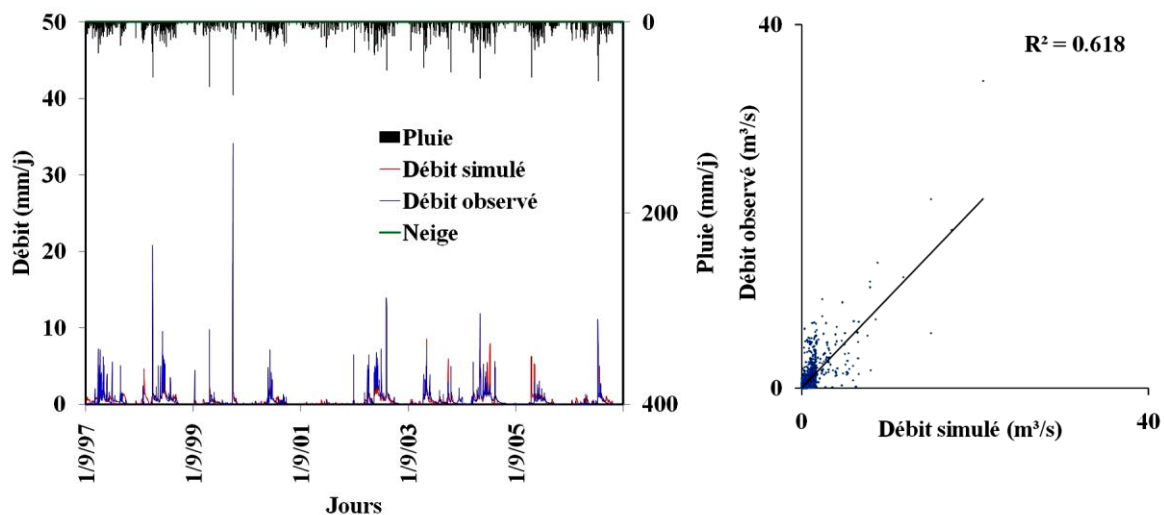 50
40
30
20
10
0
Débit (mm/j)
0
200
400
Pluie (mm/j)
Pluie
Débit simulé
Débit observé
Neige
1/9/97
1/9/99
1/9/01
1/9/03
1/9/05
Jours
40
0
Débit observé (m³/s)
R² = 0.618
0
40
Débit simulé (m³/s)